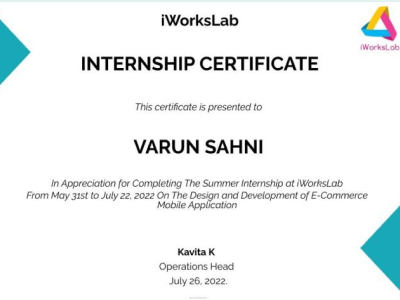 iWorksLab
iWorksLab
INTERNSHIP CERTIFICATE
This certificate is presented to
VARUN SAHNI
In Appreciation for Completing The Summer Internship at iWorksLab
From May 31st to July 22, 2022 On The Design and Development of E-Commerce
Mobile Application
Kavita K
Operations Head
July 26, 2022.